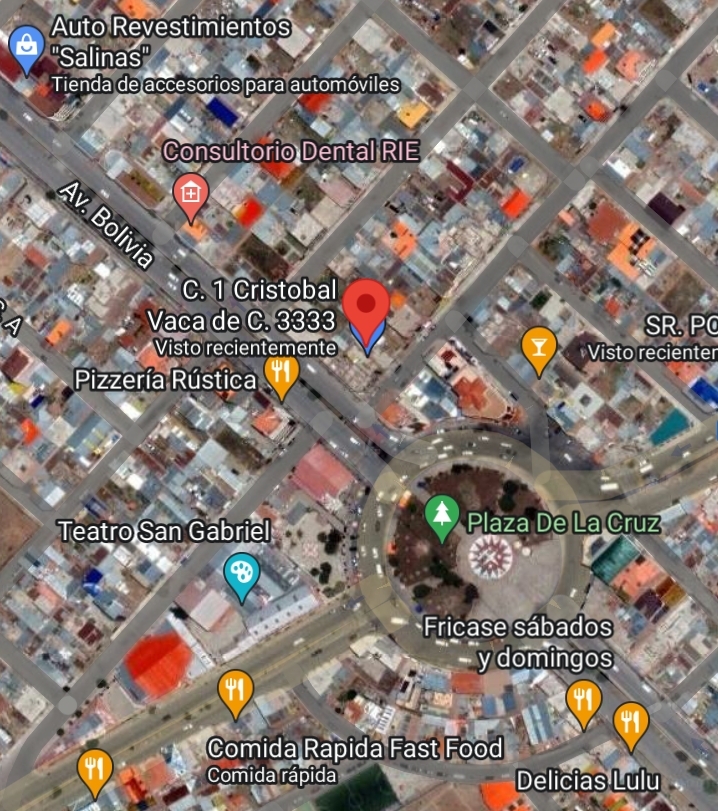 Auto Revestimientos
"Salinas"
Tienda de accesorios para automóviles
Consultorio Dental RIE
Av. Bolivia
C. 1 Cristobal
Vaca de C. 3333
Visto recientemente
SR. PO
Visto recienter
Pizzería Rústica
Teatro San Gabriel
Plaza De La Cruz
Fricase sábados
y domingos
Comida Rapida Fast Food
Comida rápida
Delicias Lulu